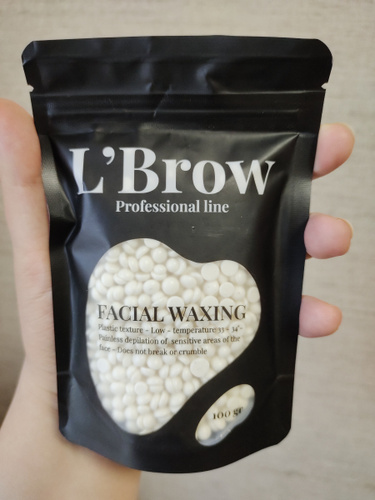 L'Brow
Professional line
FACIAL WAXING
Plastic texture - Low - temperature
Painless depilation of sensitive areas of the
face - Does not break or crumble
100 gr